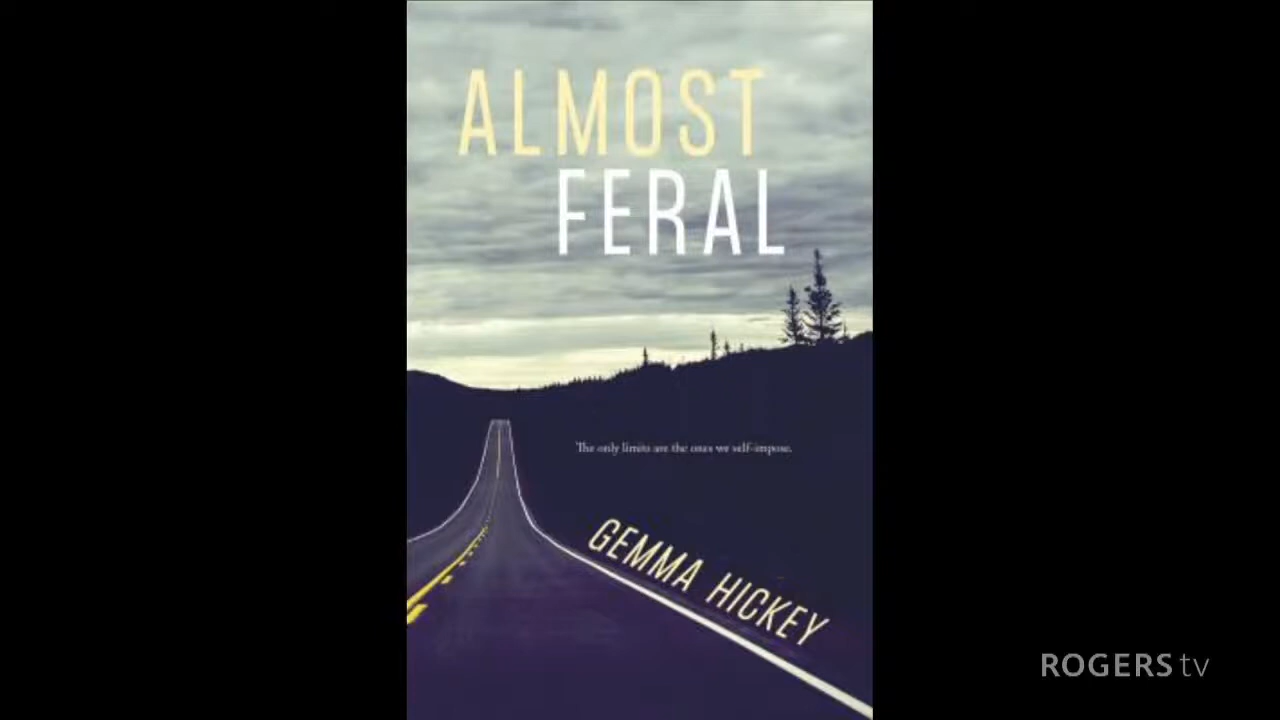 ALMOST
FERAL
The only limits are the ones we self-impose.
GEMMA HICKEY
ROGERS tv